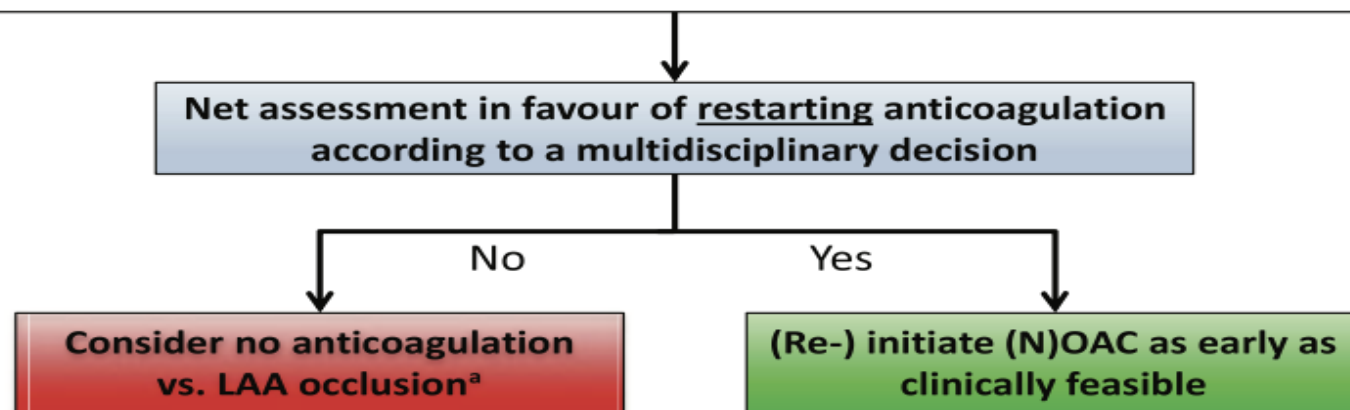 Net assessment in favour of restarting anticoagulation
according to a multidisciplinary decision
No
Yes
Consider no anticoagulation
vs. LAA occlusionᵃ
(Re-) initiate (N)OAC as early as
clinically feasible